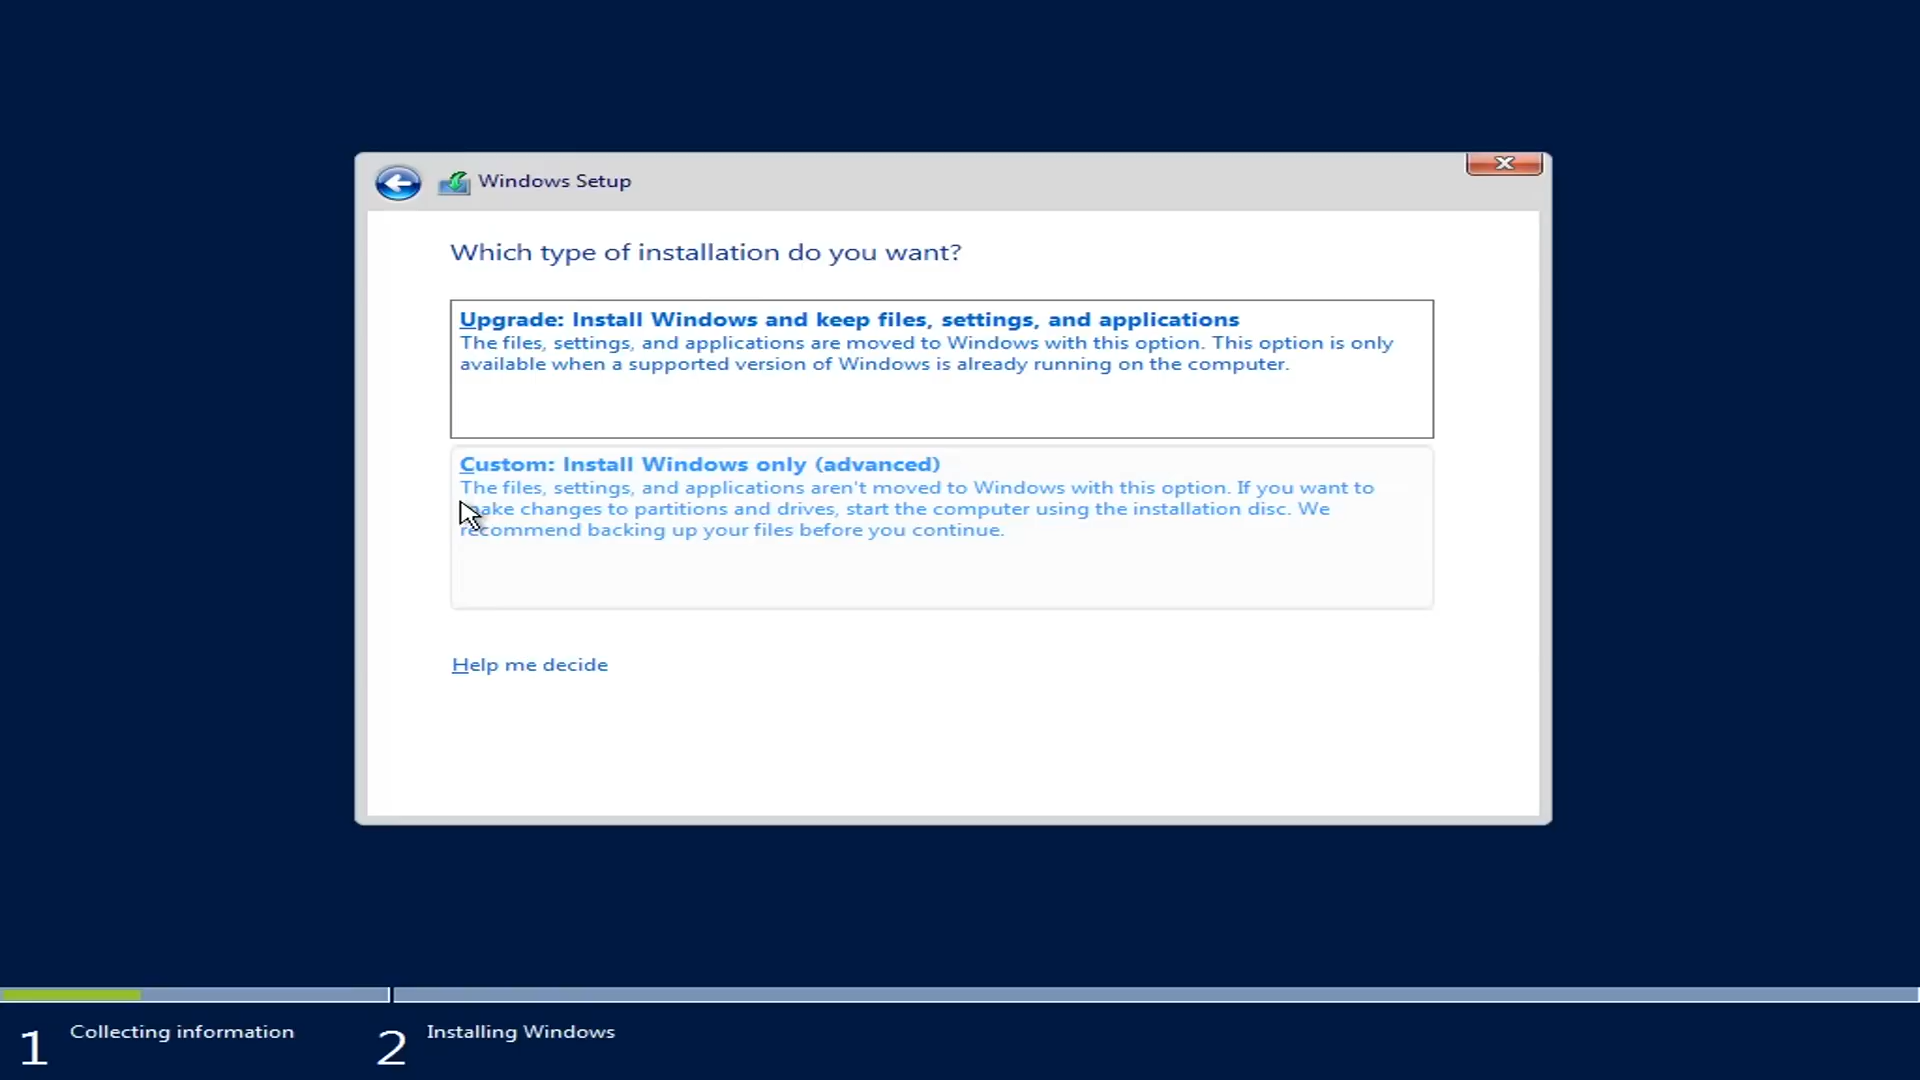 Windows Setup
Which type of installation do you want?
Upgrade: Install Windows and keep files, settings, and applications
The files, settings, and applications are moved to Windows with this option. This option is only
available when a supported version of Windows is already running on the computer.
Custom: Install Windows only (advanced)
The files, settings, and applications aren't moved to Windows with this option. If you want to
make changes to partitions and drives, start the computer using the installation disc. We
recommend backing up your files before you continue.
Help me decide
1 Collecting information
2 Installing Windows